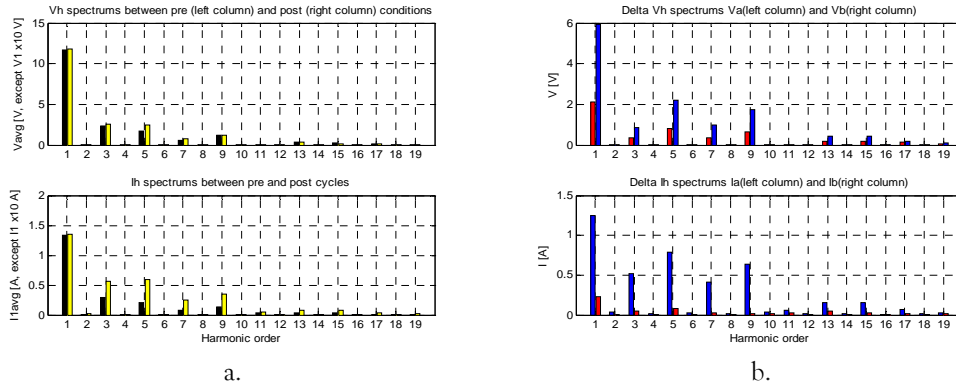 Vh spectrums between pre (left column) and post (right column) conditions
Vavg [V, except V1 x10 V]
15
10
5
0
1 2 3 4 5 6 7 8 9 10 11 12 13 14 15 16 17 18 19
Ih spectrums between pre and post cycles
I1avg [A, except I1 x10 A]
2
1.5
1
0.5
0
1 2 3 4 5 6 7 8 9 10 11 12 13 14 15 16 17 18 19
Harmonic order
a.
Delta Vh spectrums Va(left column) and Vb(right column)
V [V]
6
4
2
0
1 2 3 4 5 6 7 8 9 10 11 12 13 14 15 16 17 18 19
Delta Ih spectrums Ia(left column) and Ib(right column)
I [A]
1.5
1
0.5
0
1 2 3 4 5 6 7 8 9 10 11 12 13 14 15 16 17 18 19
Harmonic order
b.